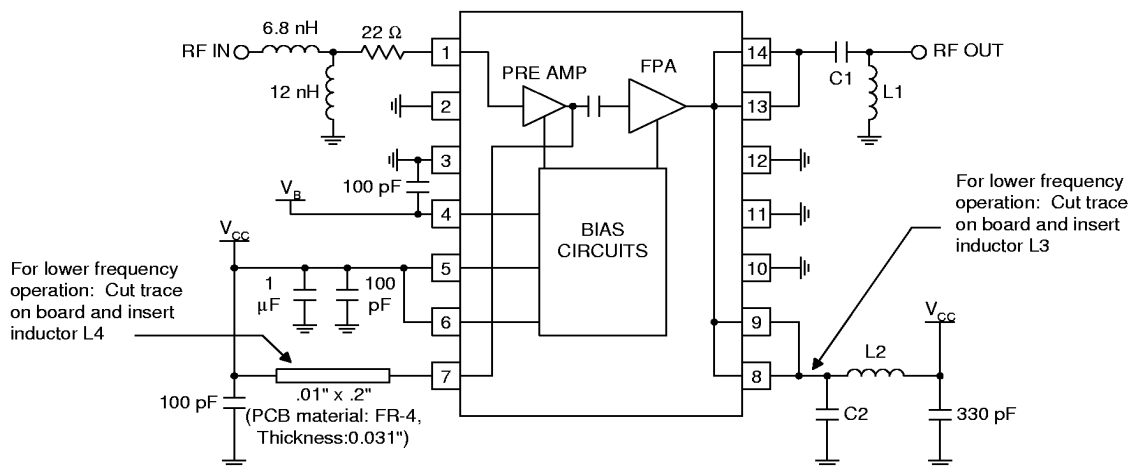 6.8 nH
RF IN
22 Ω
12 nH
1
2
3
100 pF
V_B
4
V_CC
For lower frequency
operation: Cut trace
on board and insert
inductor L4
1
μF
100
pF
5
6
7
.01" x .2"
(PCB material: FR-4,
Thickness:0.031")
100 pF
PRE AMP
FPA
BIAS
CIRCUITS
14
13
12
11
10
9
8
C1
RF OUT
L1
For lower frequency
operation: Cut trace
on board and insert
inductor L3
V_CC
L2
C2
330 pF